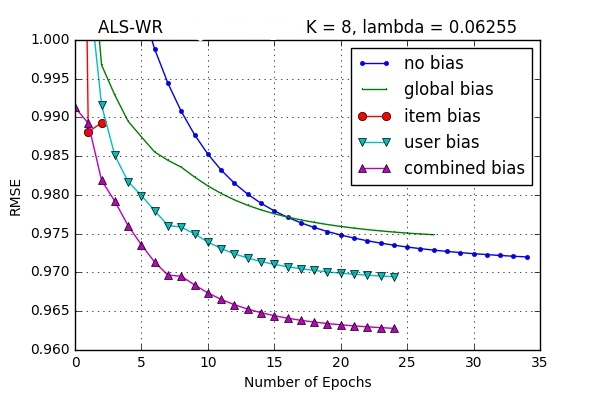 ALS-WR K = 8, lambda = 0.06255
1.000
0.995
0.990
0.985
0.980
0.975
0.970
0.965
0.960
RMSE
no bias
global bias
item bias
user bias
combined bias
0 5 10 15 20 25 30 35
Number of Epochs